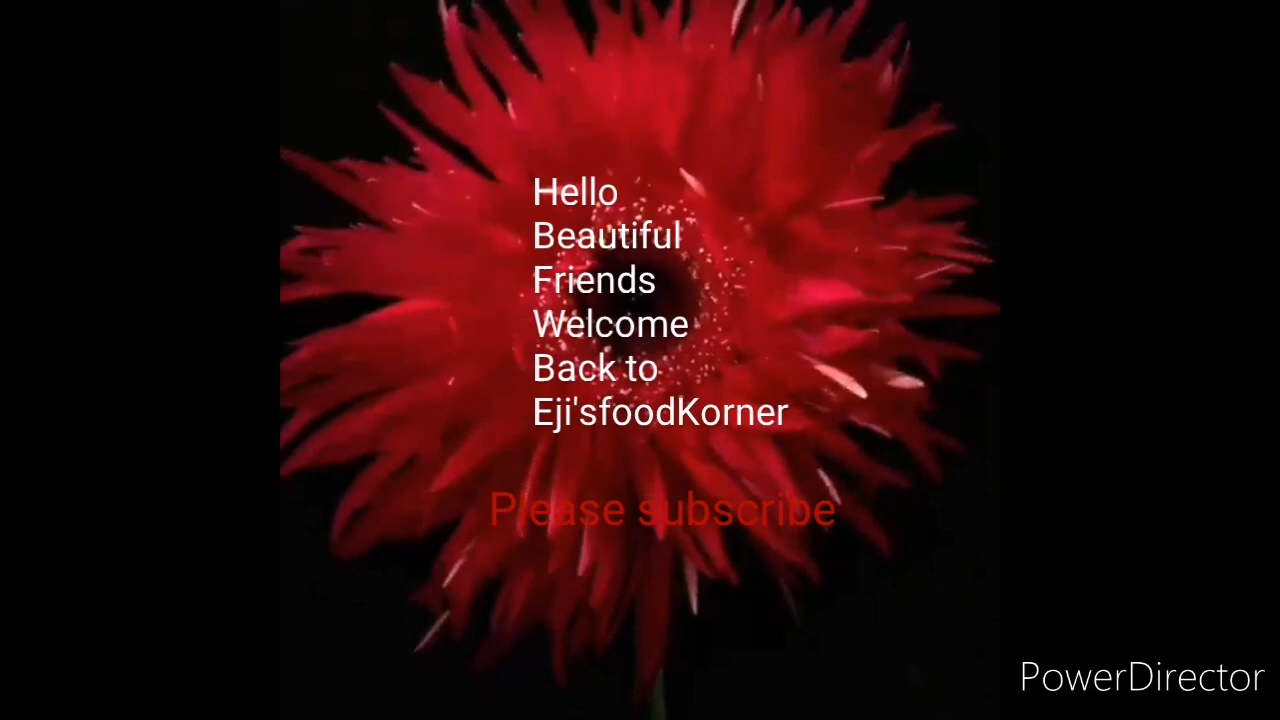 Hello
Beautiful
Friends
Welcome
Back to
Eji'sfoodKorner
Please subscribe
PowerDirector